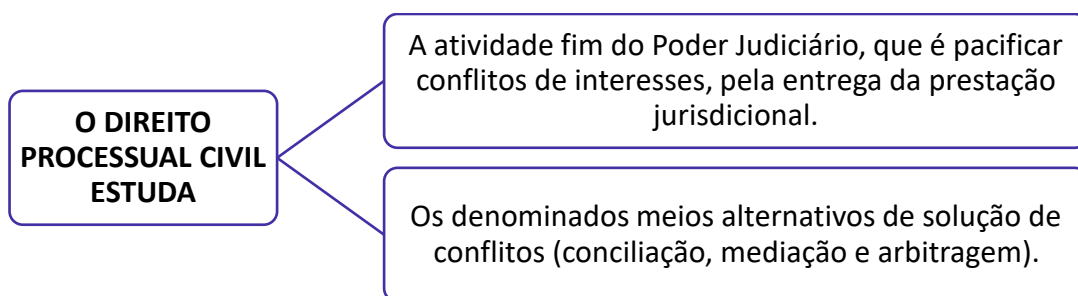 O DIREITO
PROCESSUAL CIVIL
ESTUDA
A atividade fim do Poder Judiciário, que é pacificar
conflitos de interesses, pela entrega da prestação
jurisdicional.
Os denominados meios alternativos de solução de
conflitos (conciliação, mediação e arbitragem).